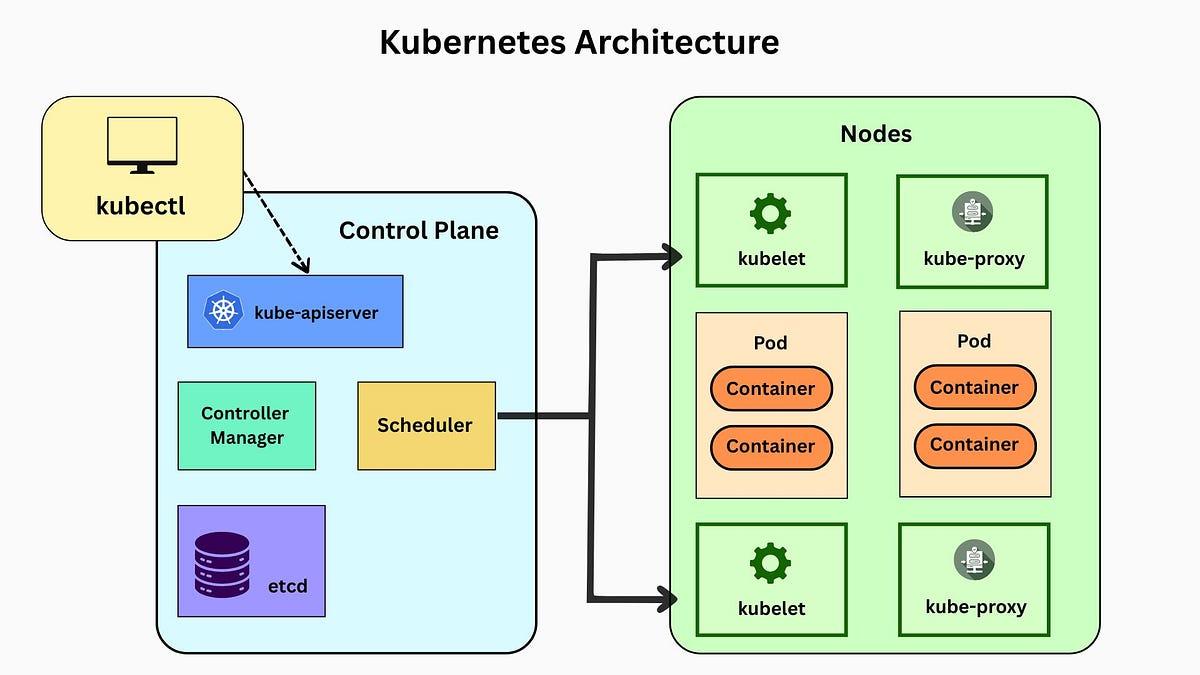 Kubernetes Architecture
kubectl
Control Plane
kube-apiserver
Controller
Manager
Scheduler
etcd
Nodes
kubelet
kube-proxy
Pod
Container
Container
Pod
Container
Container
kubelet
kube-proxy